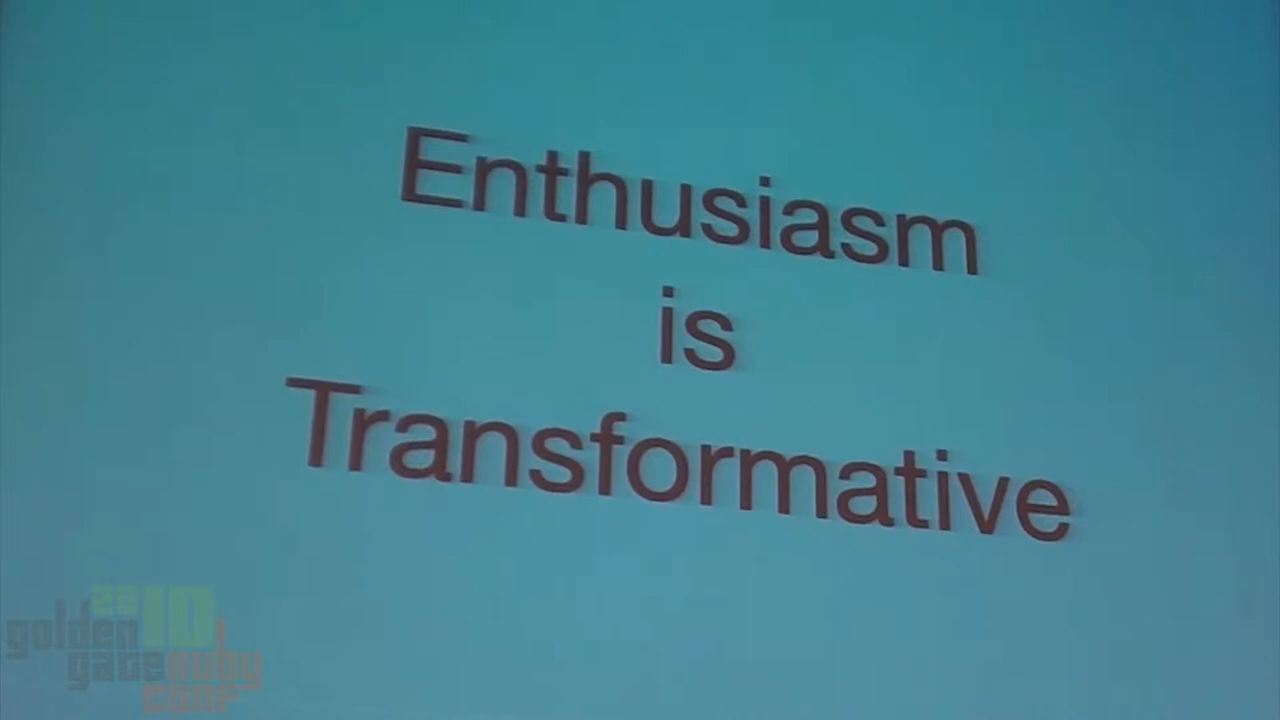 Enthusiasm
is
Transformative
2010
golden
gate ruby
conf